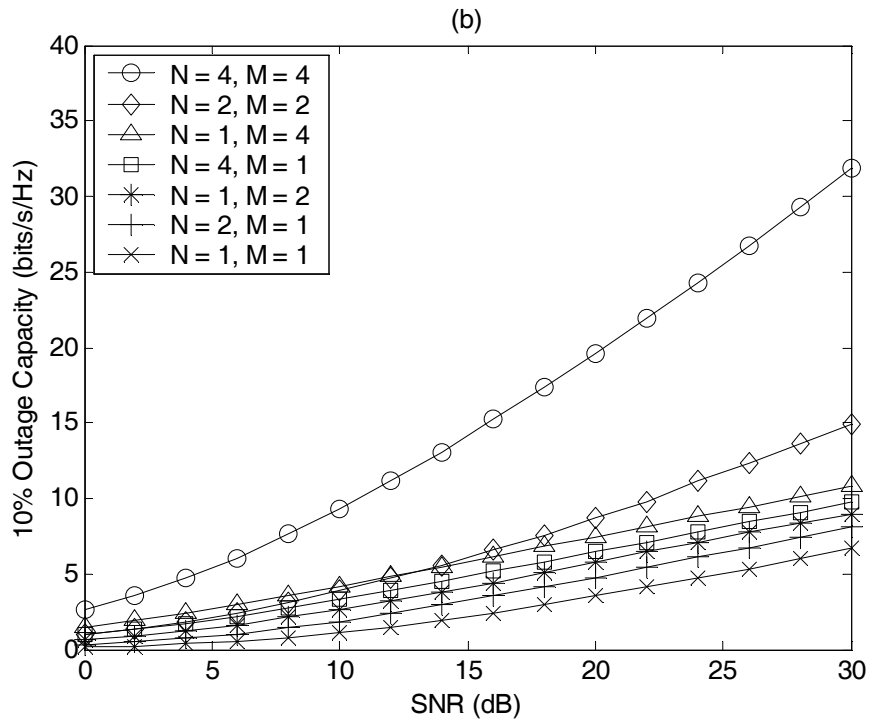 (b)
40
35
30
25
20
15
10
5
0
10% Outage Capacity (bits/s/Hz)
N = 4, M = 4
N = 2, M = 2
N = 1, M = 4
N = 4, M = 1
N = 1, M = 2
N = 2, M = 1
N = 1, M = 1
0 5 10 15 20 25 30
SNR (dB)